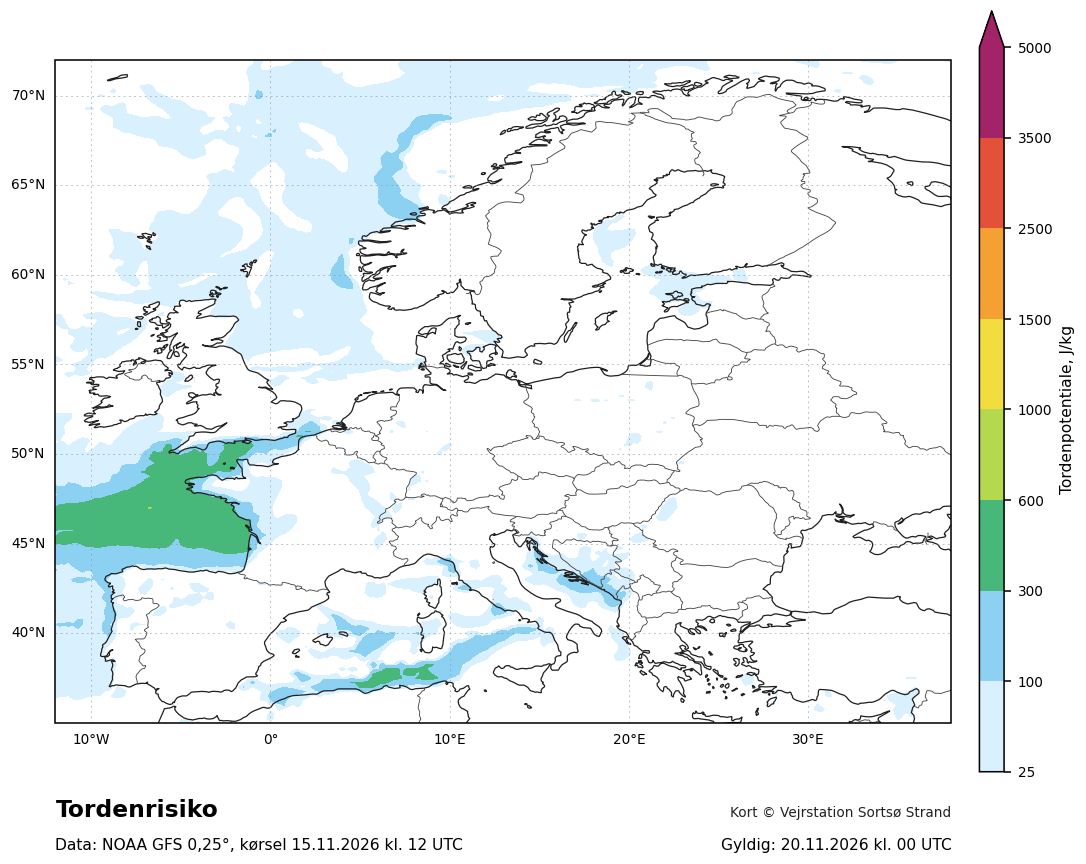 5000
3500
2500
1500
1000
600
300
100
25
Tordenpotentiale, J/kg
70°N
65°N
60°N
55°N
50°N
45°N
40°N
10°W
0°
10°E
20°E
30°E
Tordenrisiko
Kort © Vejrstation Sortsø Strand
Data: NOAA GFS 0,25°, kørsel 15.11.2026 kl. 12 UTC
Gyldig: 20.11.2026 kl. 00 UTC